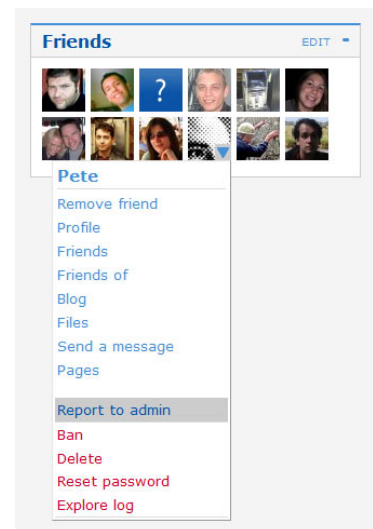 Friends EDIT -
?
Pete
Remove friend
Profile
Friends
Friends of
Blog
Files
Send a message
Pages
Report to admin
Ban
Delete
Reset password
Explore log